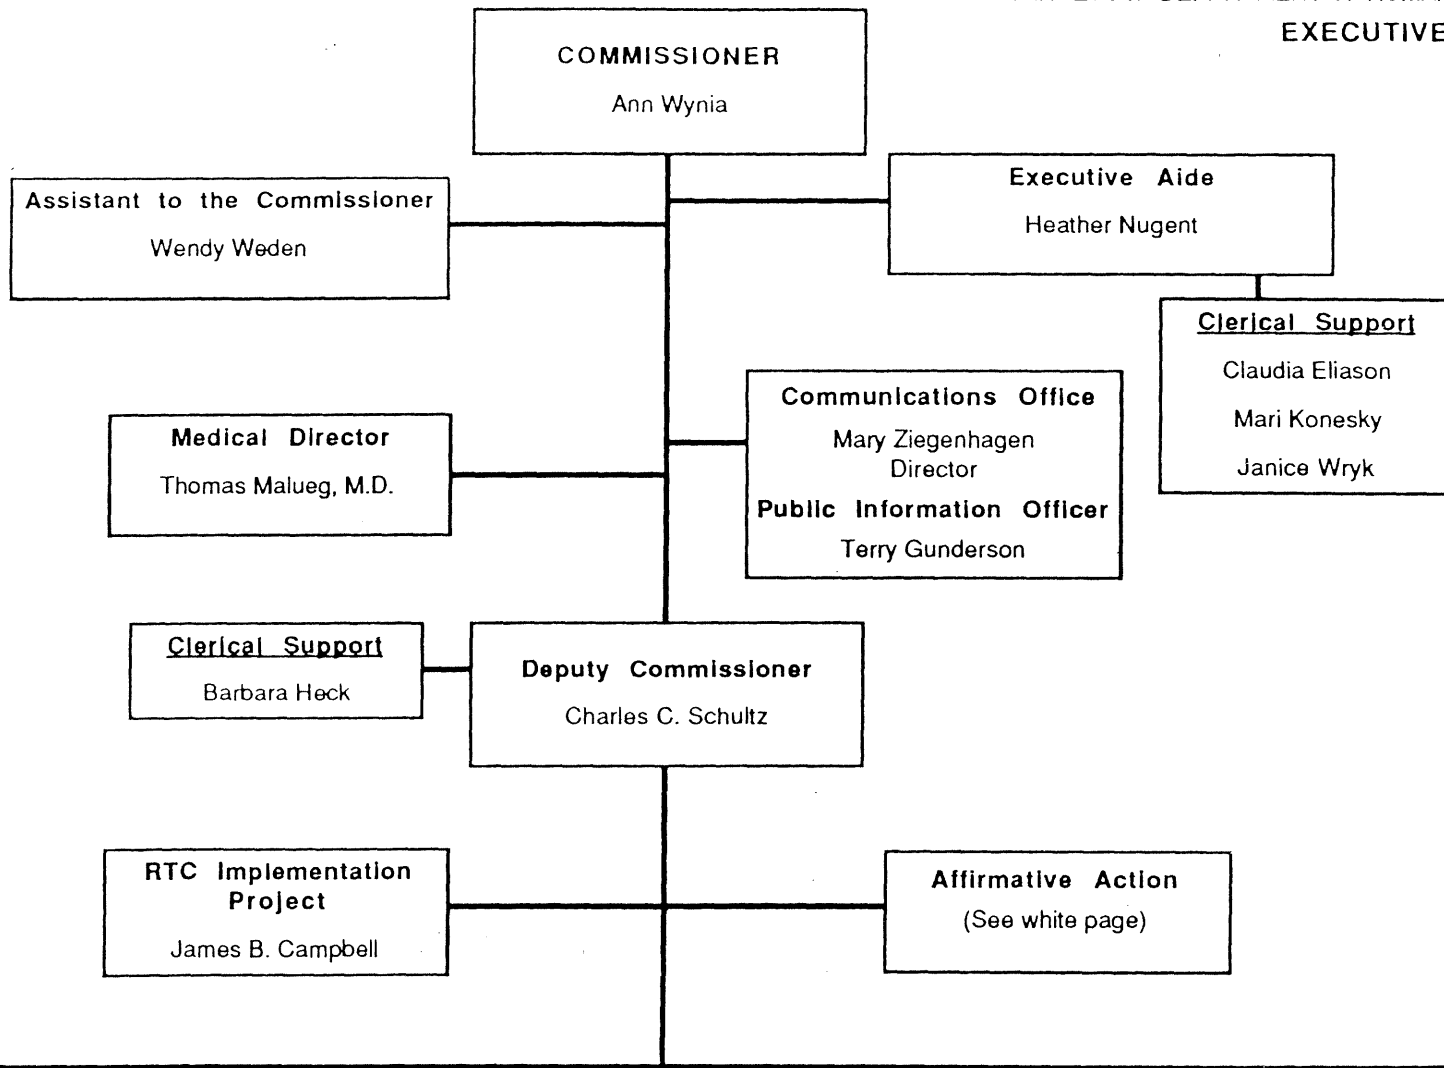 EXECUTIVE
COMMISSIONER
Ann Wynia
Executive Aide
Heather Nugent
Assistant to the Commissioner
Wendy Weden
Clerical Support
Claudia Eliason
Mari Konesky
Janice Wryk
Communications Office
Mary Ziegenhagen
Director
Public Information Officer
Terry Gunderson
Medical Director
Thomas Malueg, M.D.
Clerical Support
Barbara Heck
Deputy Commissioner
Charles C. Schultz
RTC Implementation
Project
James B. Campbell
Affirmative Action
(See white page)